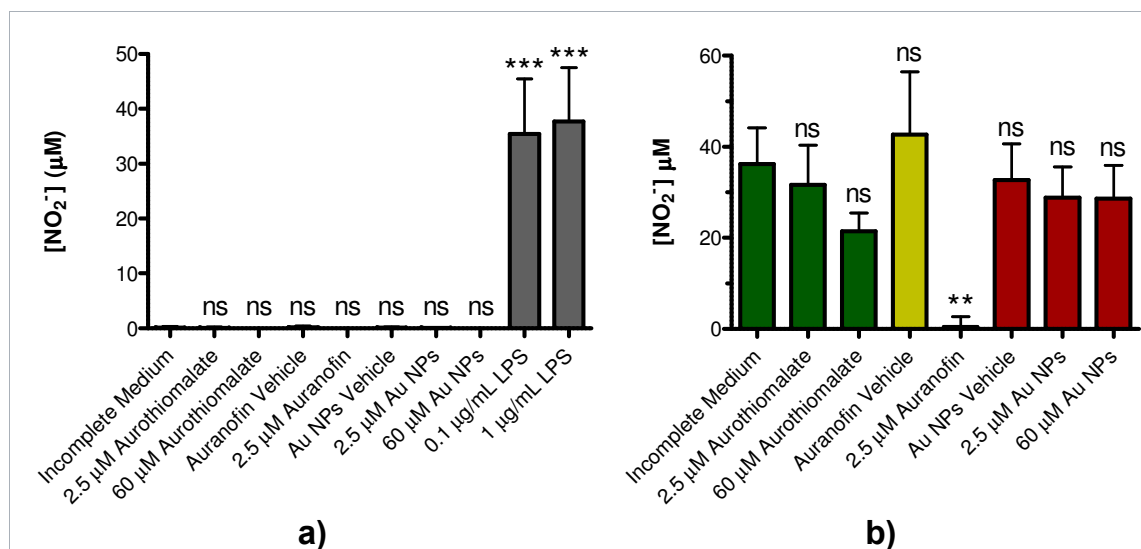 50
40
30
20
10
0
[NO₂⁻] (µM)
ns
ns
ns
ns
ns
ns
ns
***
***
Incomplete Medium
2.5 µM Aurothiomalate
60 µM Aurothiomalate
Auranofin Vehicle
2.5 µM Auranofin
Au NPs Vehicle
2.5 µM Au NPs
60 µM Au NPs
0.1 µg/mL LPS
1 µg/mL LPS
a)
60
40
20
0
[NO₂⁻] µM
ns
ns
ns
**
ns
ns
ns
Incomplete Medium
2.5 µM Aurothiomalate
60 µM Aurothiomalate
Auranofin Vehicle
2.5 µM Auranofin
Au NPs Vehicle
2.5 µM Au NPs
60 µM Au NPs
b)